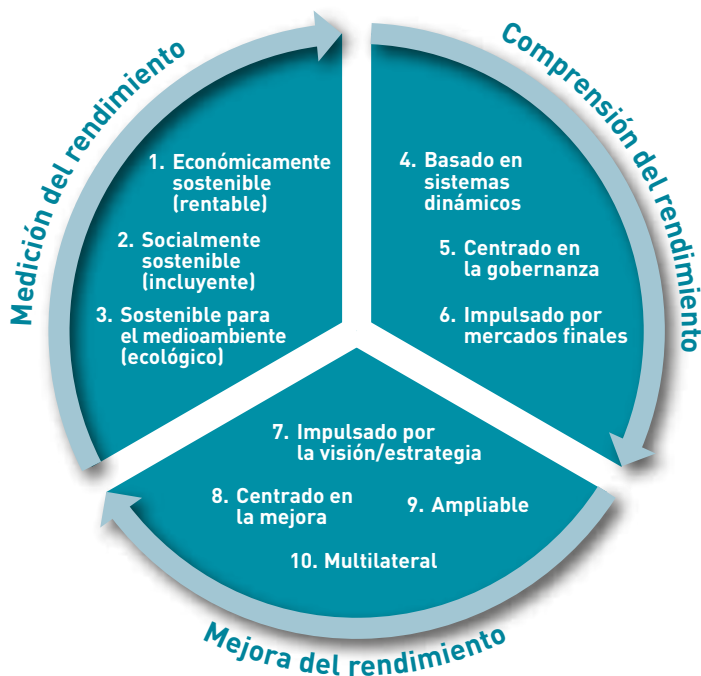 Medición del rendimiento
1. Económicamente
sostenible
(rentable)
2. Socialmente
sostenible
(incluyente)
3. Sostenible para
el medioambiente
(ecológico)
Comprensión del rendimiento
4. Basado en
sistemas
dinámicos
5. Centrado en
la gobernanza
6. Impulsado por
mercados finales
7. Impulsado por
la visión/estrategia
8. Centrado en
la mejora
9. Ampliable
10. Multilateral
Mejora del rendimiento